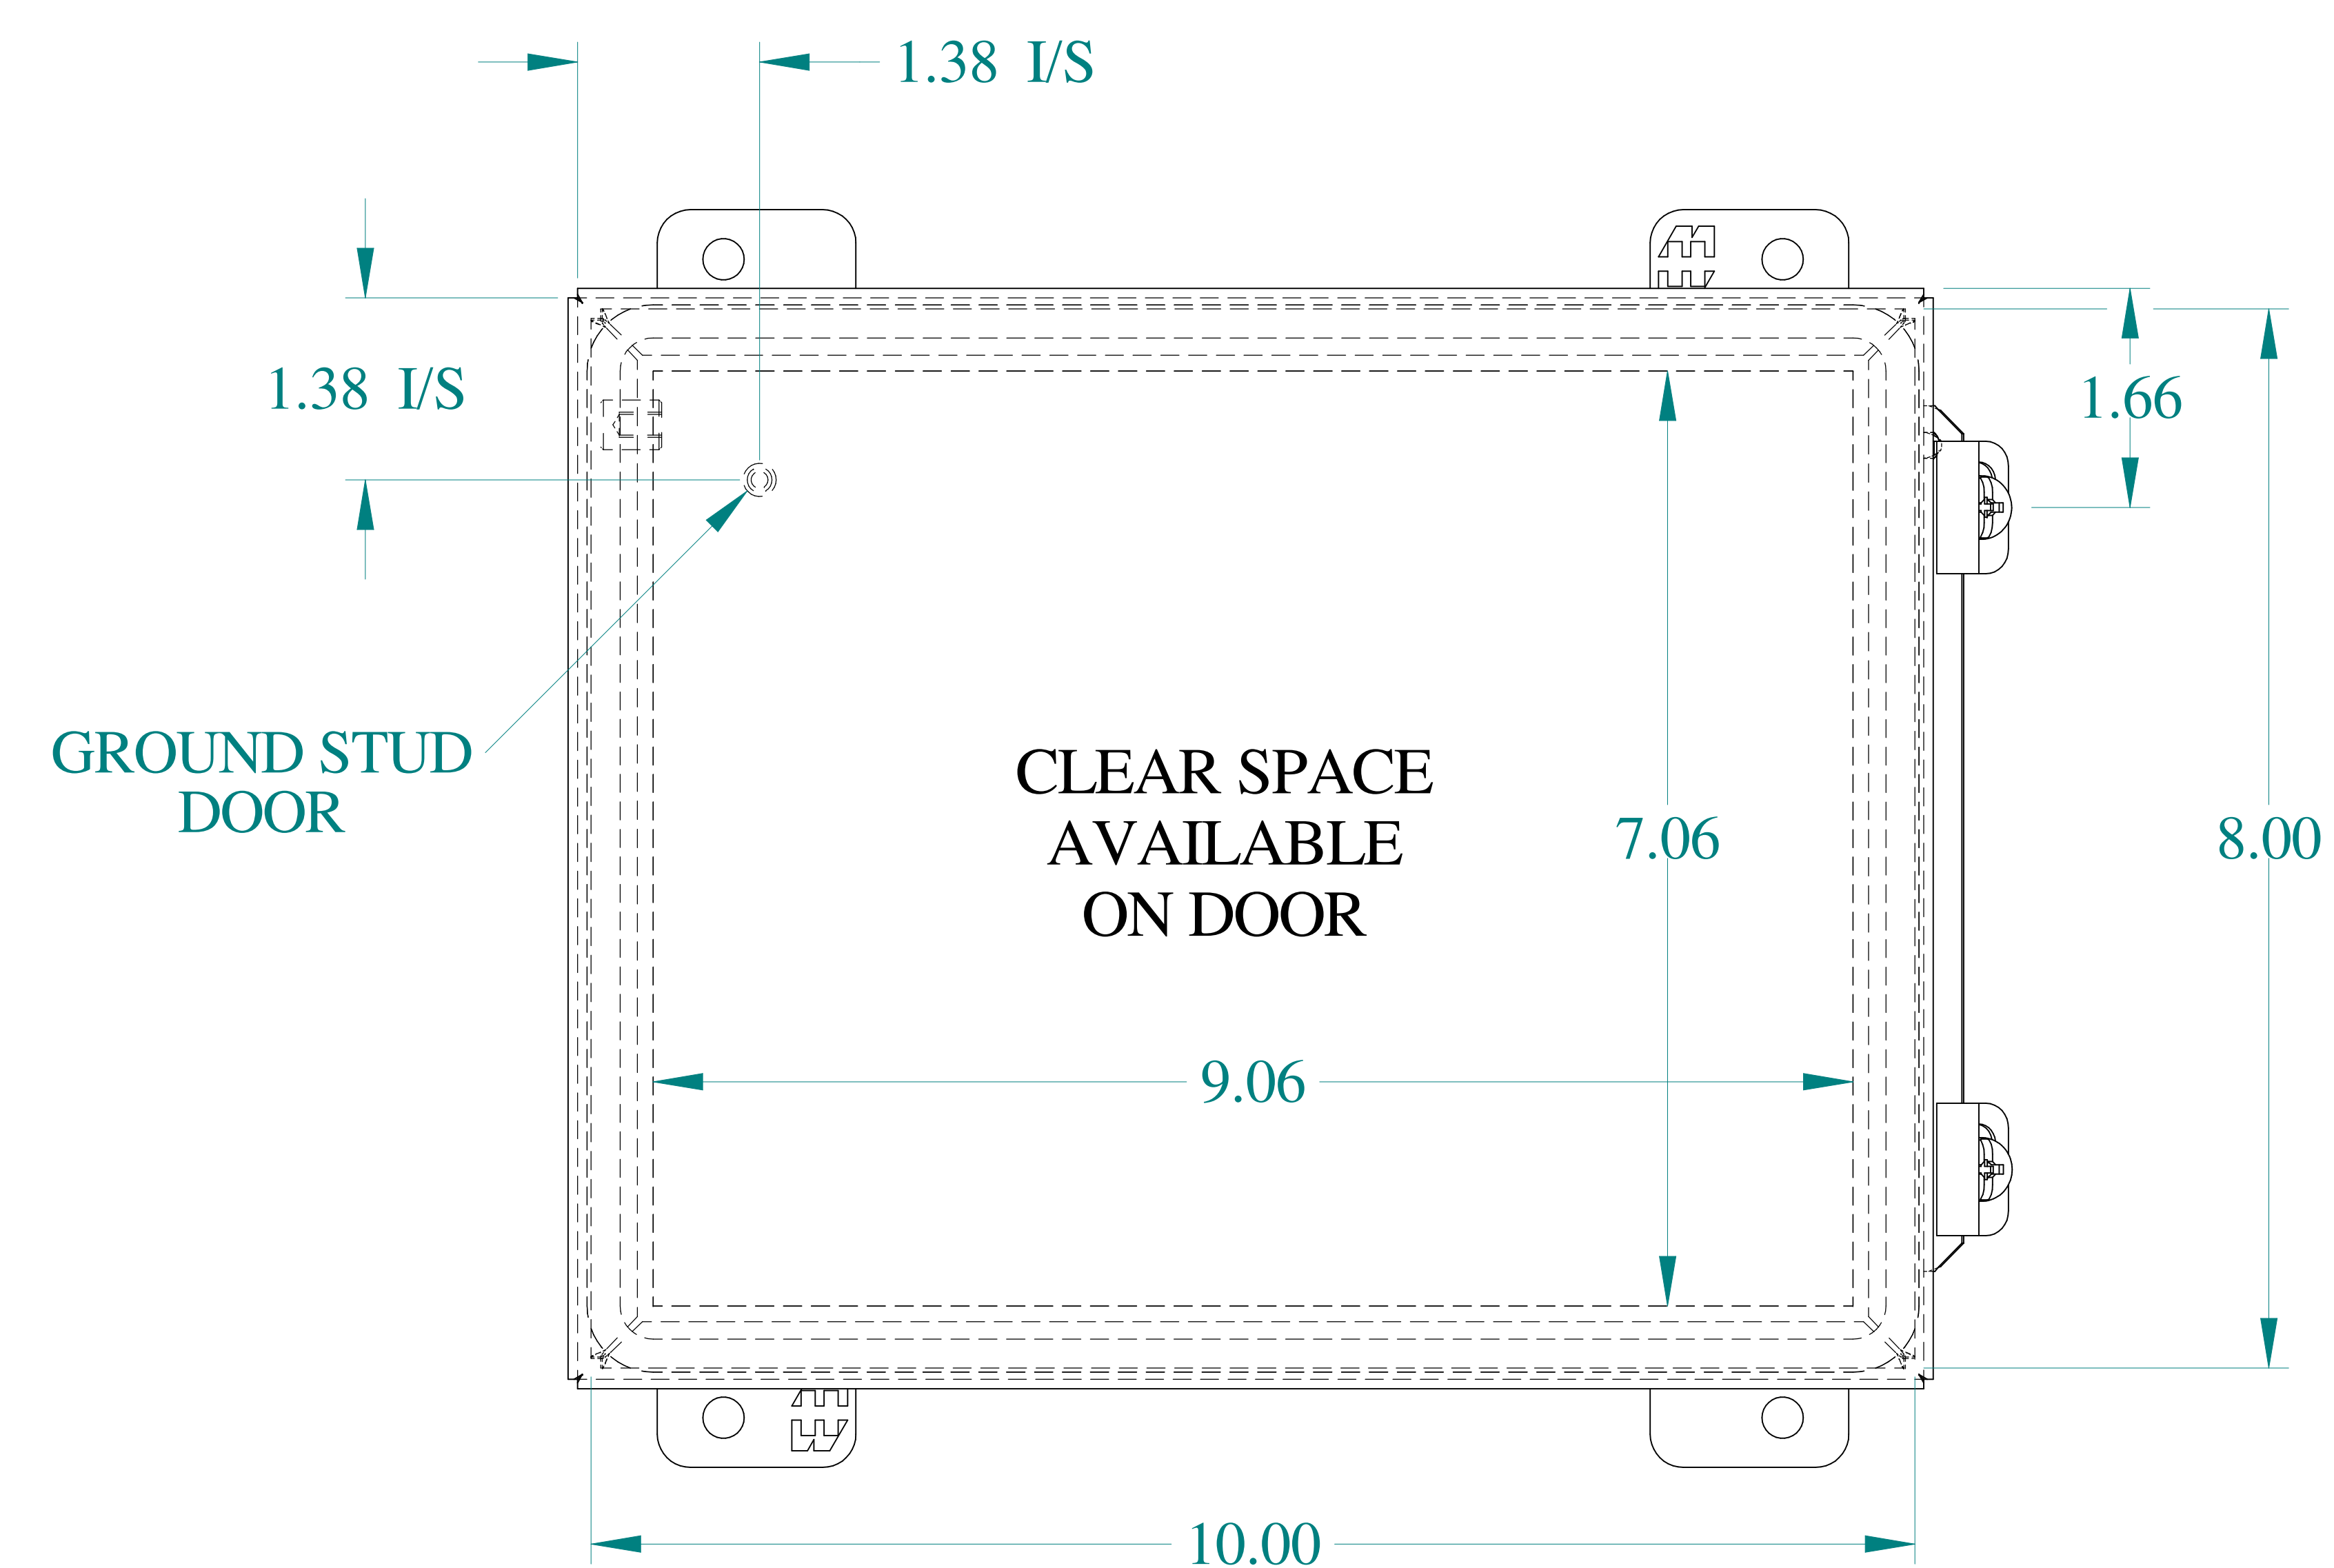 1.38 I/S
1.38 I/S
1.66
GROUND STUD
DOOR
CLEAR SPACE
AVAILABLE
ON DOOR
7.06
8.00
9.06
10.00